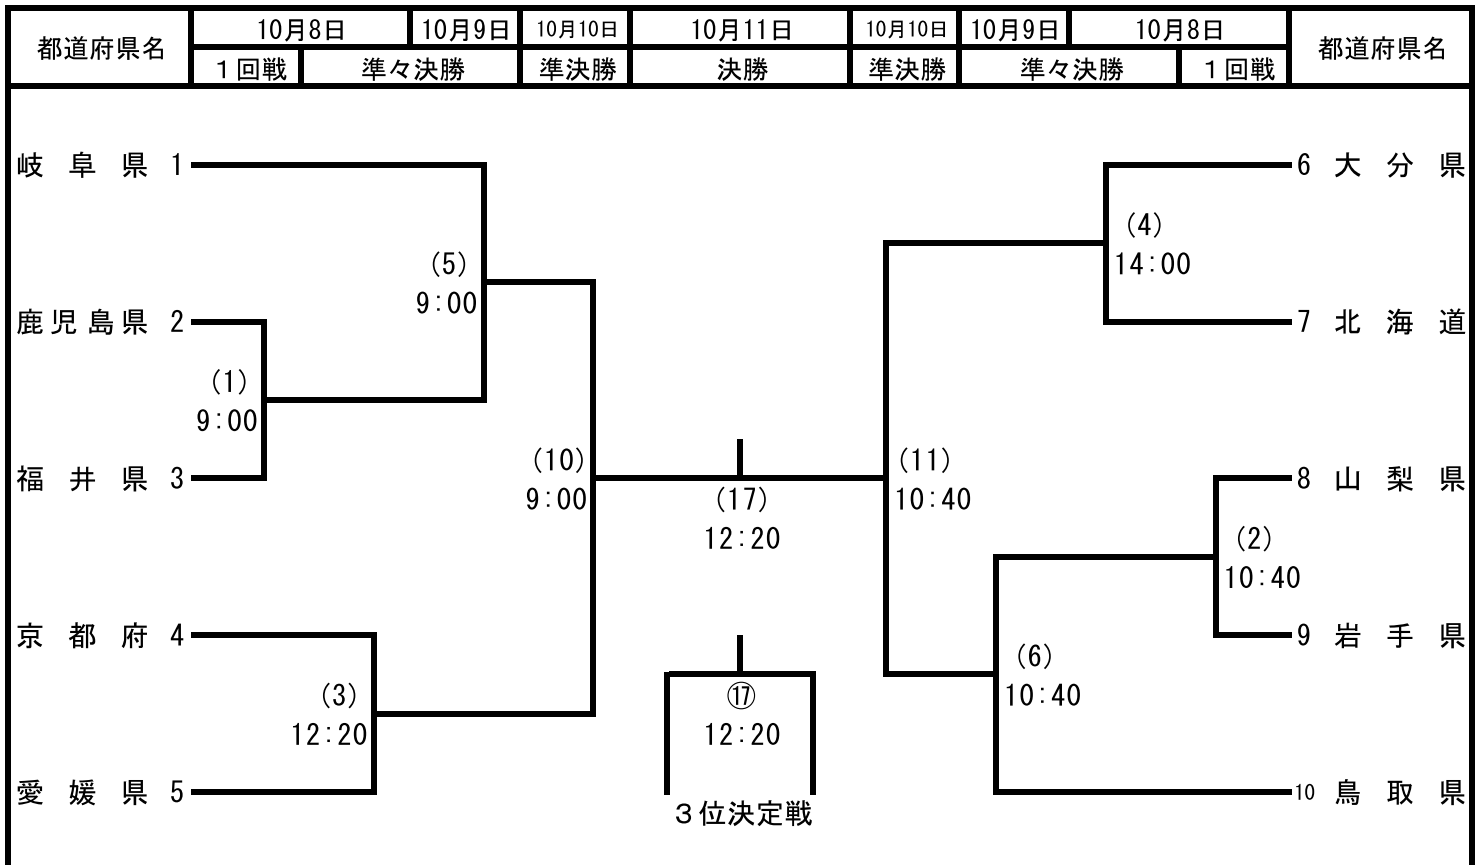 都道府県名 10月8日 10月9日 10月10日 10月11日 10月10日 10月9日 10月8日 都道府県名
１回戦 準々決勝 準決勝 決勝 準決勝 準々決勝 １回戦
岐阜県 1 6 大分県
(4)
(5) 14:00
9:00
鹿児島県 2 7 北海道
(1)
9:00
(10) (11)
福井県 3 8 山梨県
9:00 (17) 10:40
12:20 (2)
10:40
京都府 4 9 岩手県
(6)
(3) ⑰ 10:40
12:20 12:20
愛媛県 5 10 鳥取県
３位決定戦